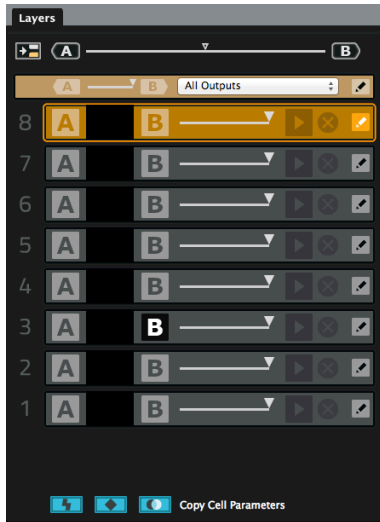 Layers
A B
A B All Outputs
8 A B
7 A B
6 A B
5 A B
4 A B
3 A B
2 A B
1 A B
Copy Cell Parameters